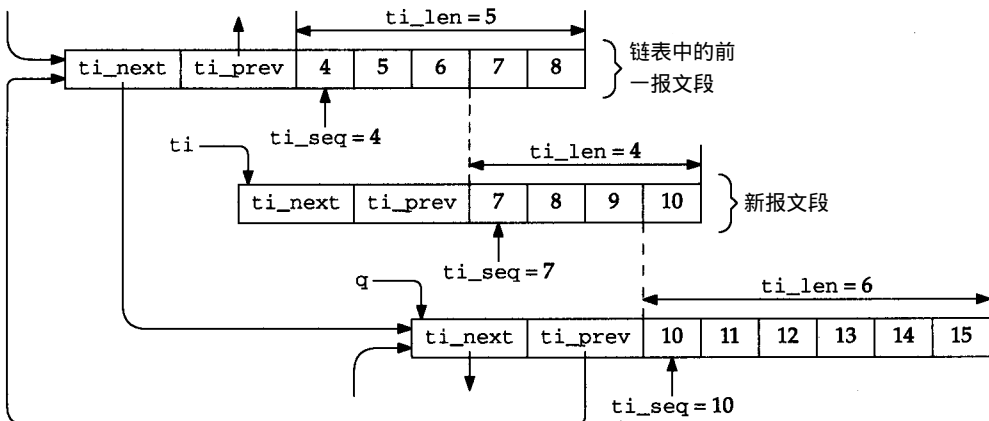 ti_len = 5
ti_next ti_prev 4 5 6 7 8
链表中的前
一报文段
ti_seq = 4
ti
ti_len = 4
ti_next ti_prev 7 8 9 10
新报文段
ti_seq = 7
q
ti_len = 6
ti_next ti_prev 10 11 12 13 14 15
ti_seq = 10